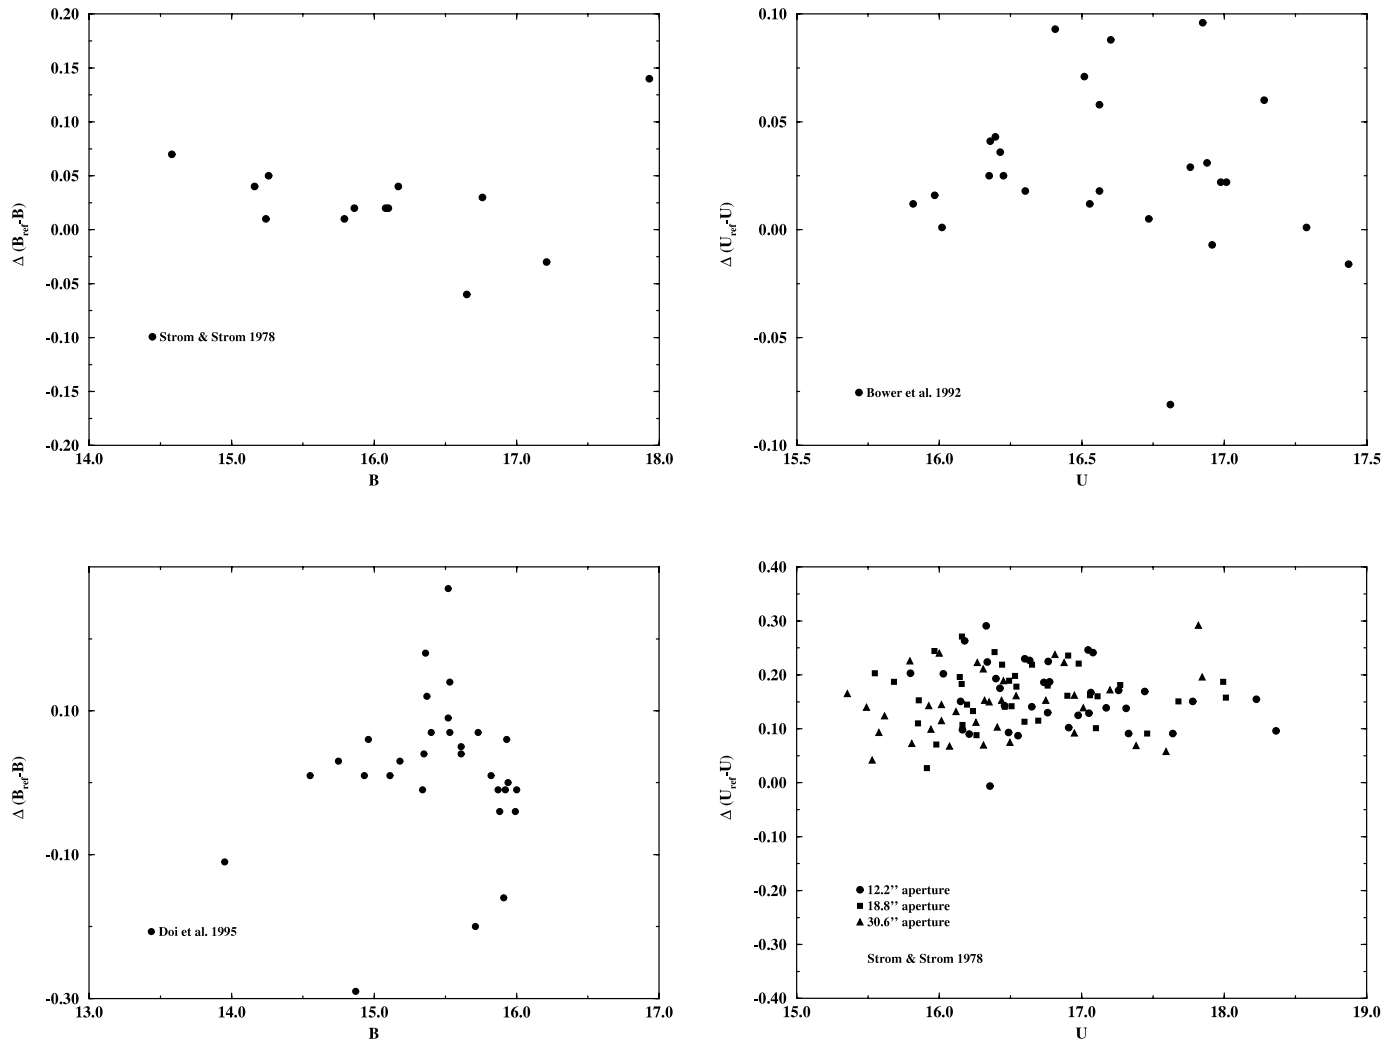 0.20
0.15
0.10
0.05
0.00
-0.05
-0.10
-0.15
-0.20
Δ (Bref-B)
Strom & Strom 1978
14.0 15.0 16.0 17.0 18.0
B
0.10
0.05
0.00
-0.05
-0.10
Δ (Uref-U)
Bower et al. 1992
15.5 16.0 16.5 17.0 17.5
U
0.10
-0.10
-0.30
Δ (Bref-B)
Doi et al. 1995
13.0 14.0 15.0 16.0 17.0
B
0.40
0.30
0.20
0.10
0.00
-0.10
-0.20
-0.30
-0.40
Δ (Uref-U)
12.2’’ aperture
18.8’’ aperture
30.6’’ aperture
Strom & Strom 1978
15.0 16.0 17.0 18.0 19.0
U